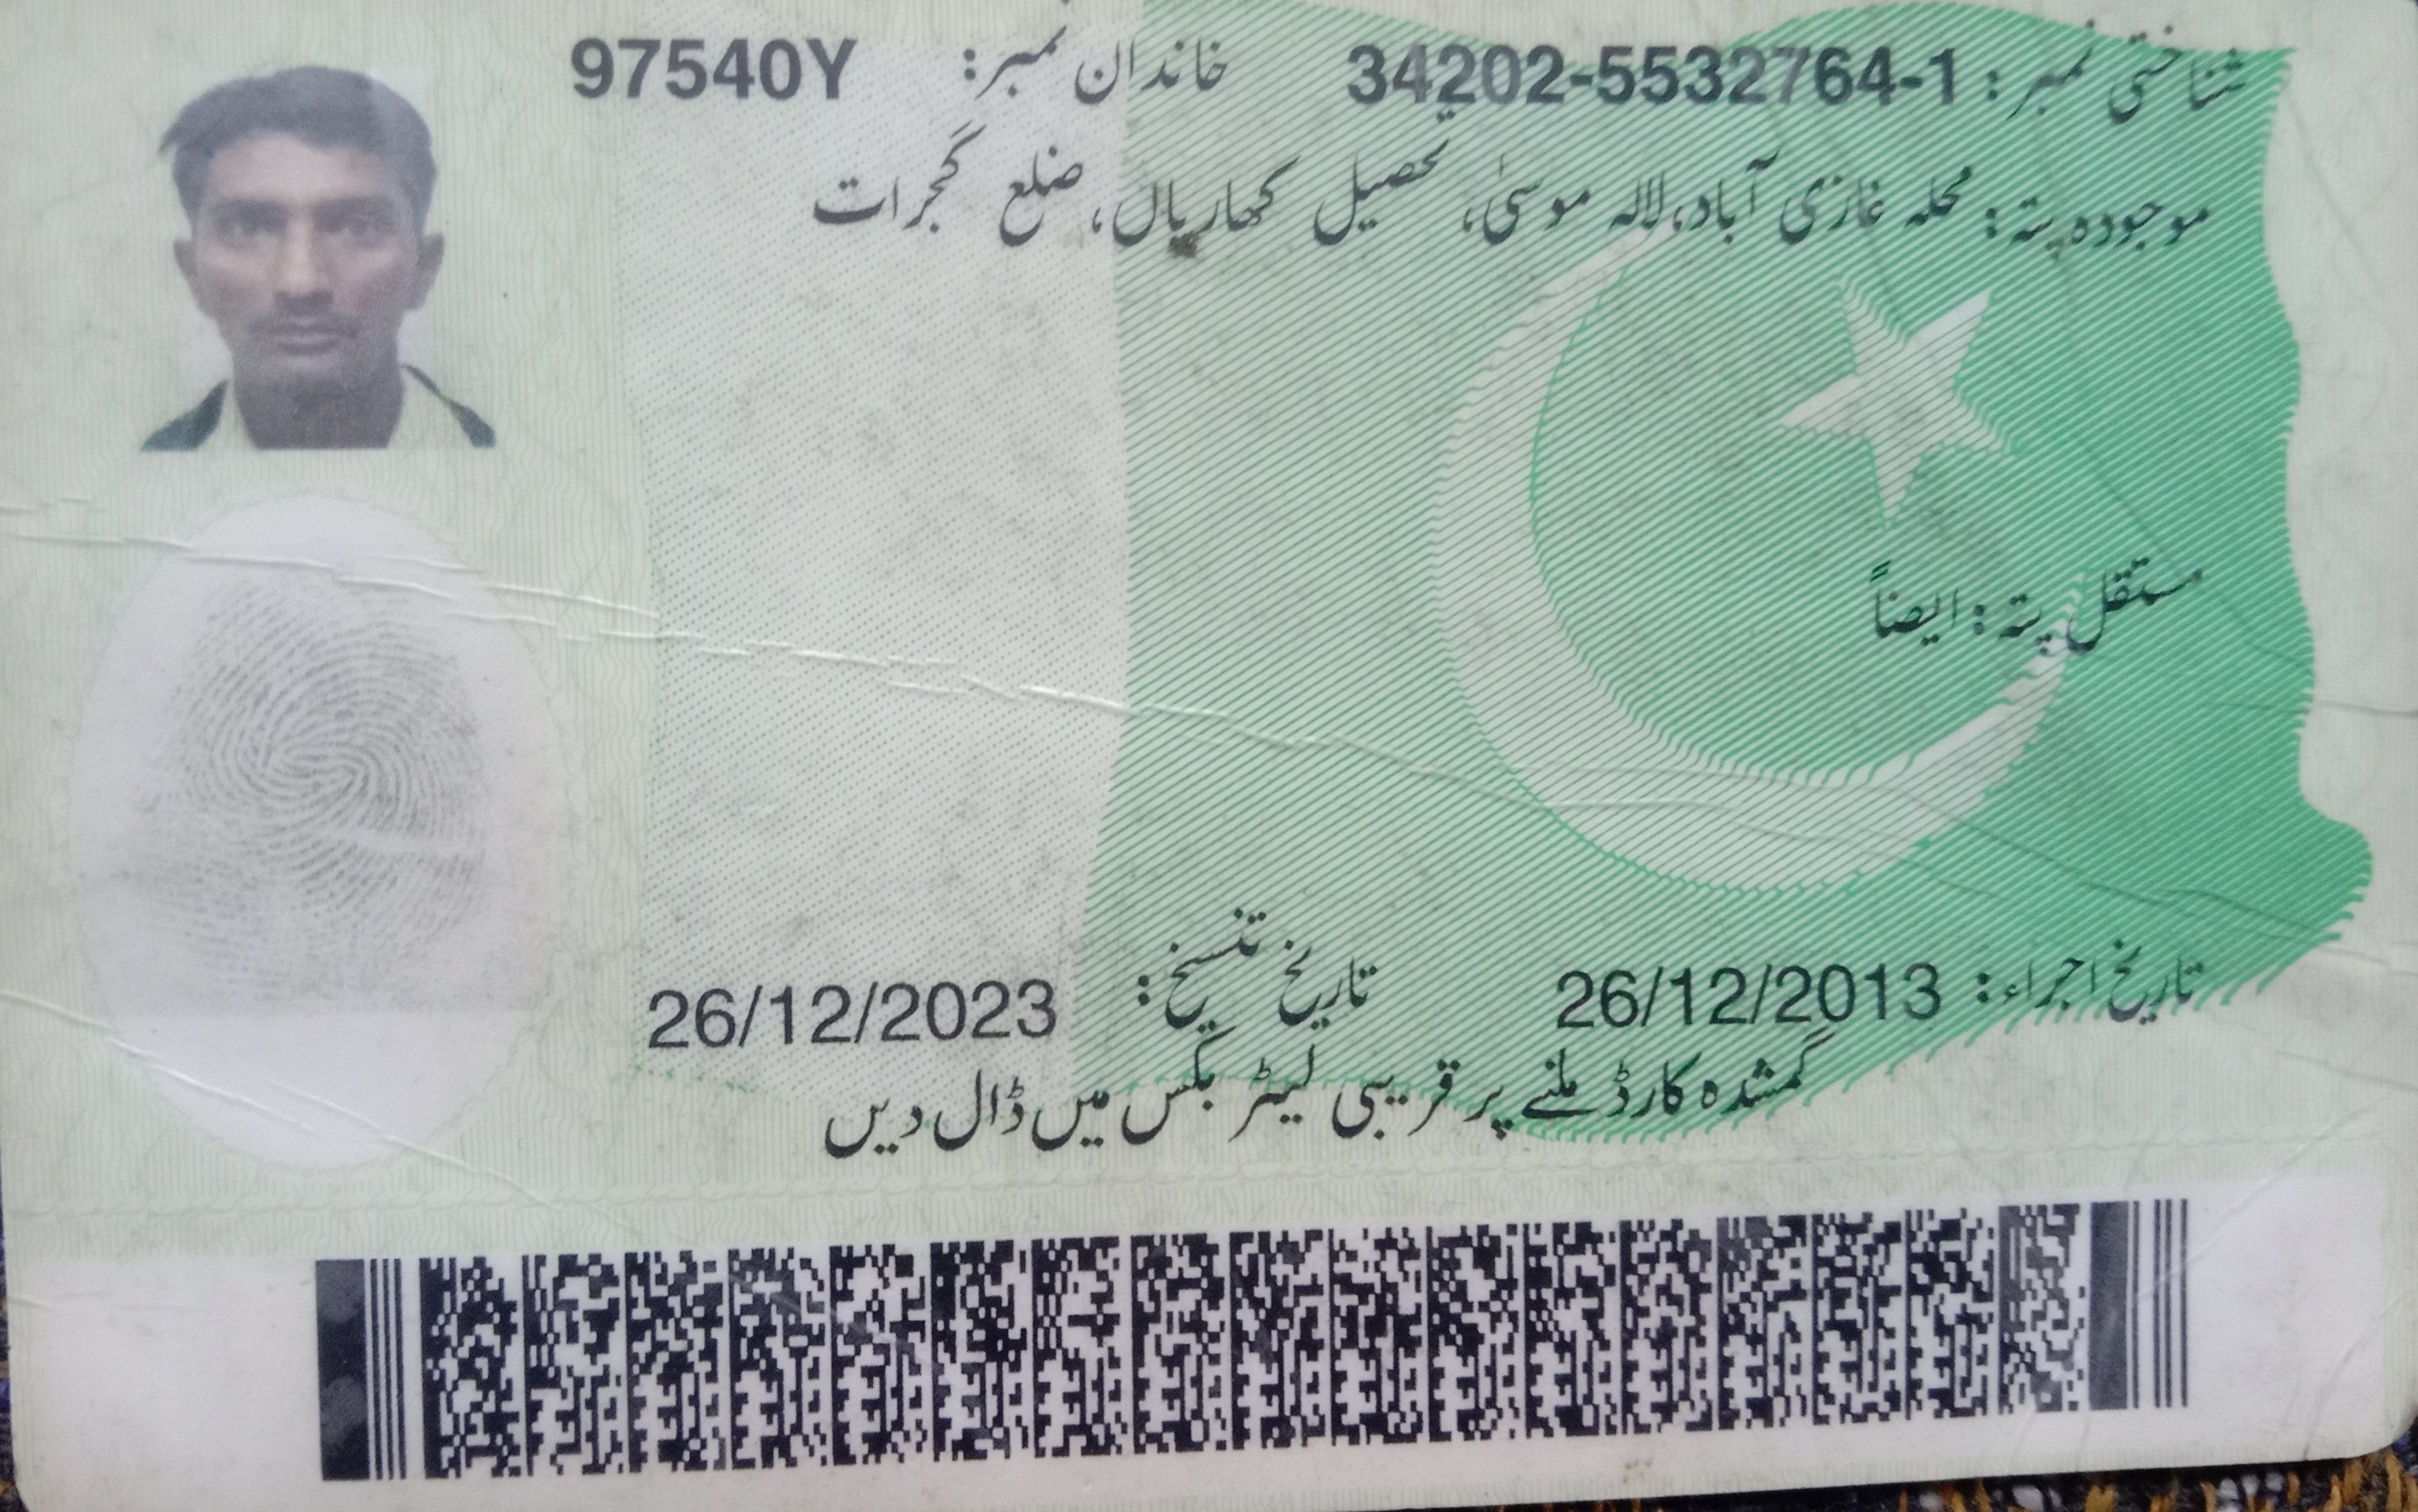 شناختی نمبر: 34202-5532764-1 خاندان نمبر: 97540Y
موجودہ پتہ: محلہ غازی آباد، لالہ موسیٰ، تحصیل کھاریاں، ضلع گجرات
مستقل پتہ: ایضاً
تاریخ اجراء: 26/12/2013 تاریخ تنسیخ: 26/12/2023
گمشدہ کارڈ ملنے پر قریبی لیٹر بکس میں ڈال دیں